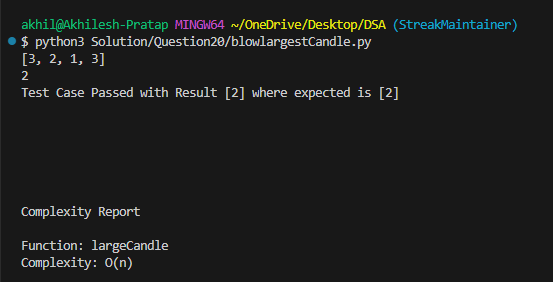 akhil@Akhilesh-Pratap MINGW64 ~/OneDrive/Desktop/DSA (StreakMaintainer)
$ python3 Solution/Question20/blowlargestCandle.py
[3, 2, 1, 3]
2
Test Case Passed with Result [2] where expected is [2]
Complexity Report
Function: largeCandle
Complexity: O(n)